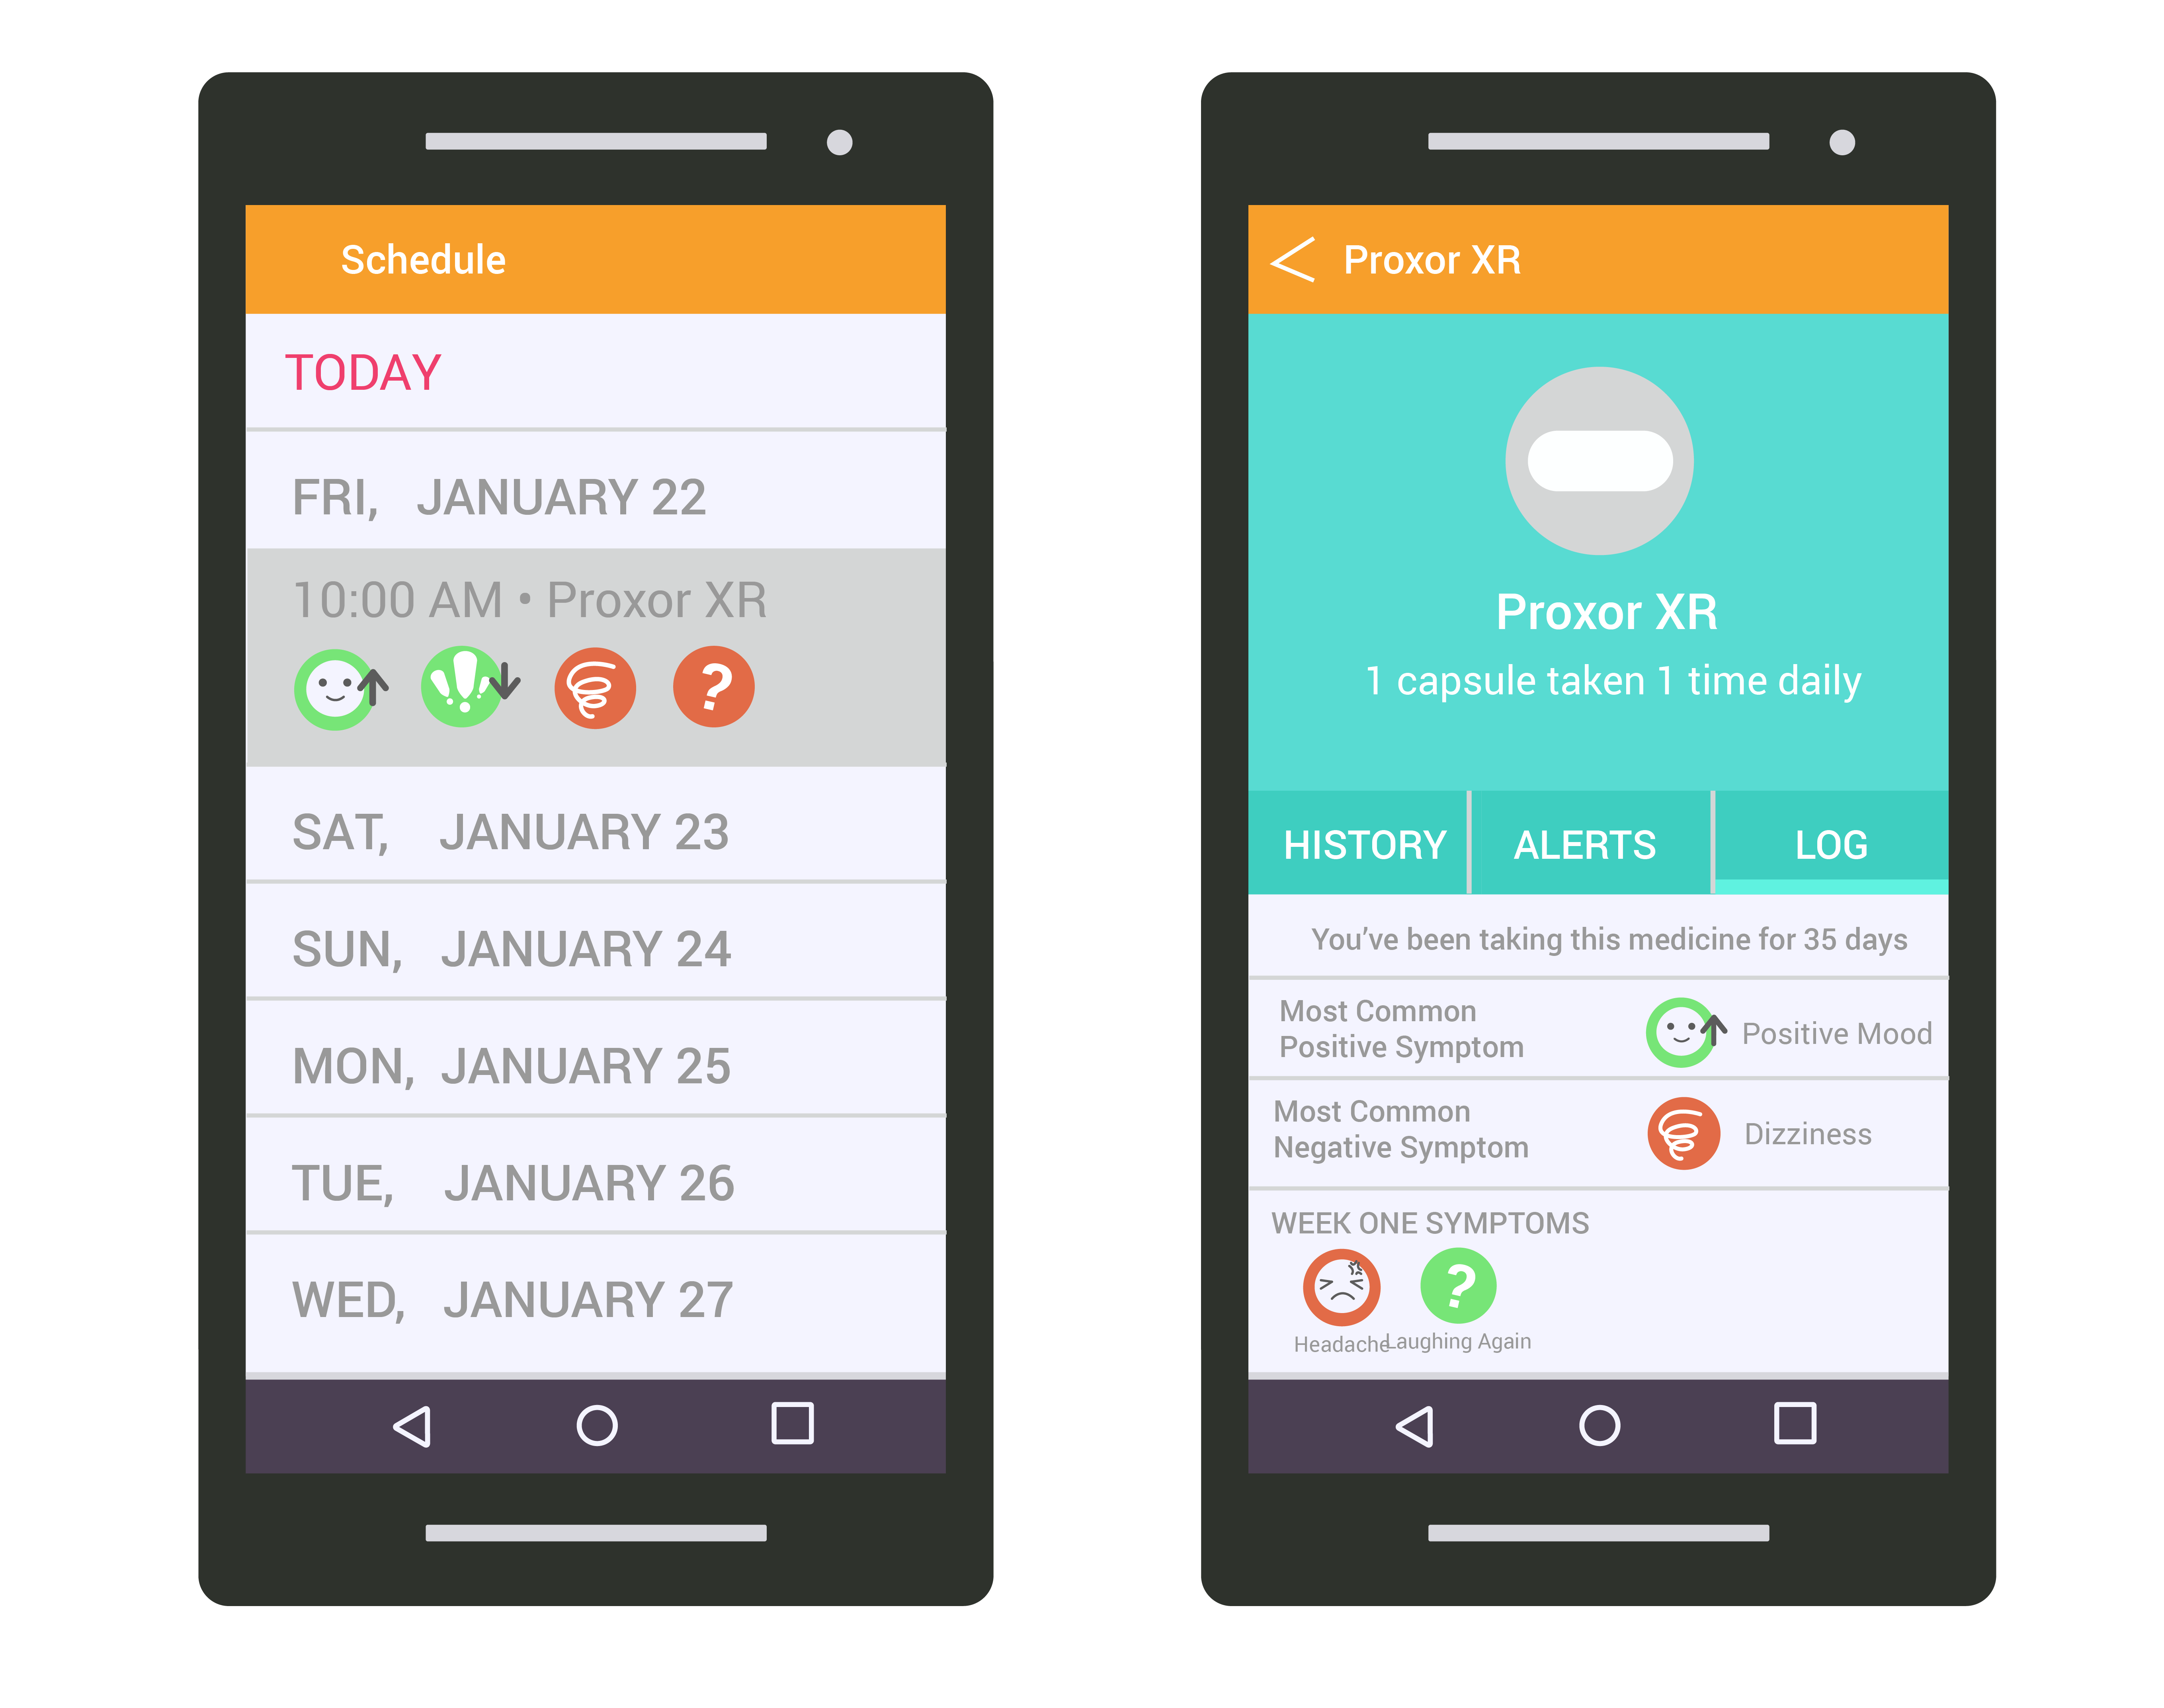 Schedule
TODAY
FRI, JANUARY 22
10:00 AM • Proxor XR
?
SAT, JANUARY 23
SUN, JANUARY 24
MON, JANUARY 25
TUE, JANUARY 26
WED, JANUARY 27
Proxor XR
Proxor XR
1 capsule taken 1 time daily
HISTORY ALERTS LOG
You’ve been taking this medicine for 35 days
Most Common
Positive Symptom
Positive Mood
Most Common
Negative Symptom
Dizziness
WEEK ONE SYMPTOMS
?
Headache Laughing Again